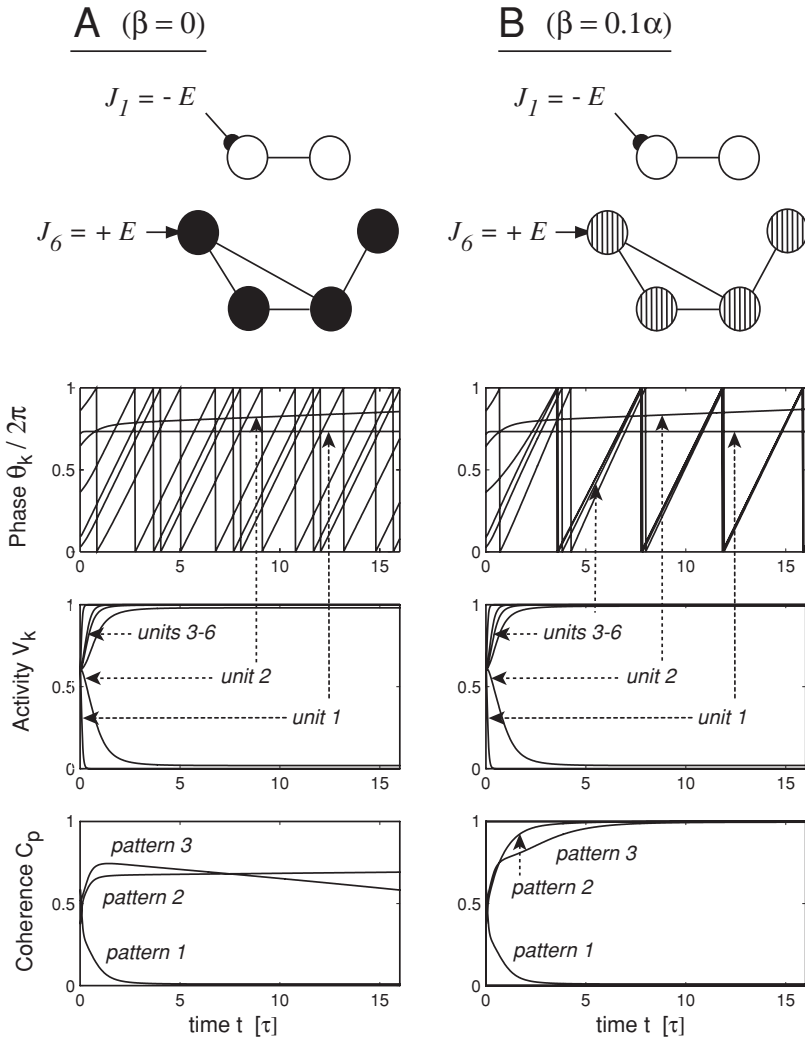 A (β = 0)
B (β = 0.1α)
J1 = - E
J1 = - E
J6 = + E
J6 = + E
Phase θk / 2π
1
0.5
0
0 5 10 15
1
0.5
0
0 5 10 15
Activity Vk
1
0.5
0
units 3-6
unit 2
unit 1
0 5 10 15
1
0.5
0
units 3-6
unit 2
unit 1
0 5 10 15
Coherence Cp
1
0.5
0
pattern 3
pattern 2
pattern 1
0 5 10 15
time t [τ]
1
0.5
0
pattern 3
pattern 2
pattern 1
0 5 10 15
time t [τ]